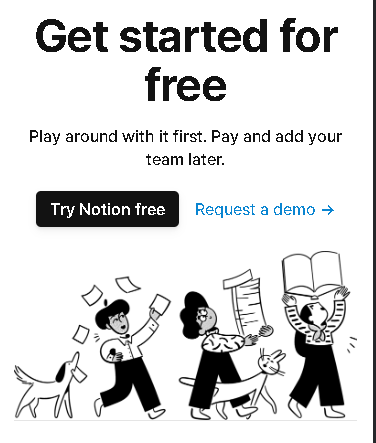 Get started for
free
Play around with it first. Pay and add your
team later.
Try Notion free
Request a demo →